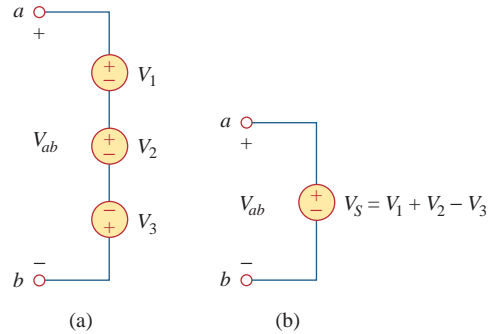 a
+
+
−
V1
Vab
+
−
V2
−
+
V3
−
b
(a)
a
+
Vab
+
−
VS = V1 + V2 − V3
−
b
(b)